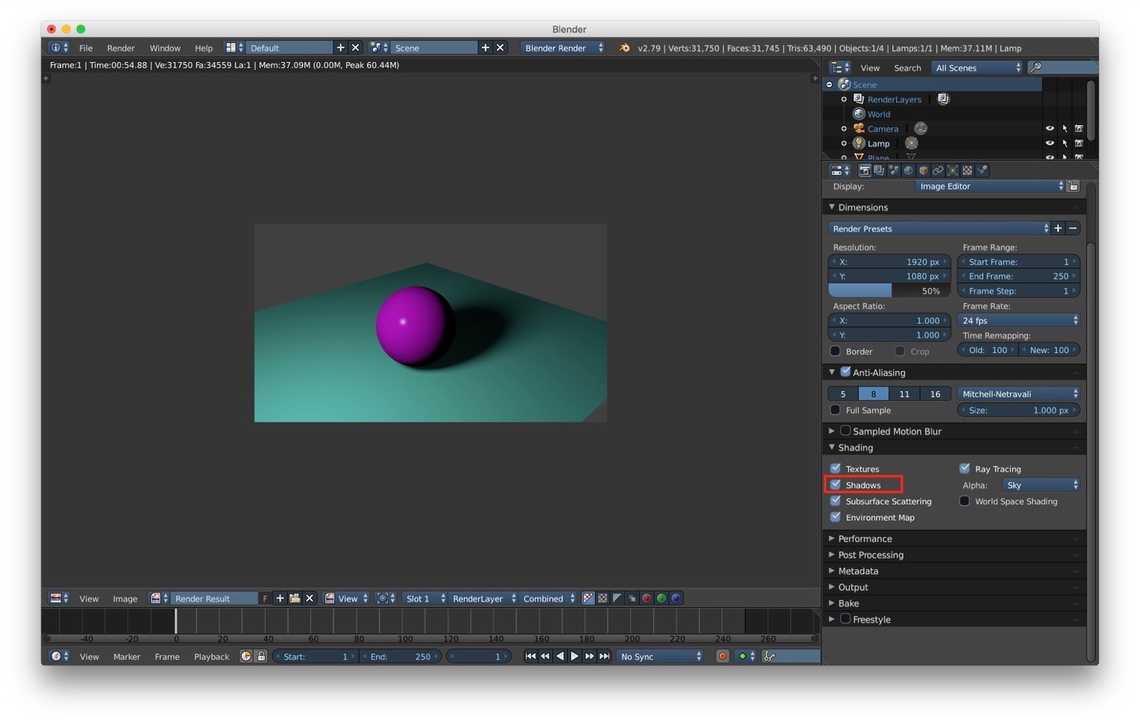 Blender
File Render Window Help Default Scene Blender Render v2.79 | Verts:31,750 | Faces:31,745 | Tris:63,490 | Objects:1/4 | Lamps:1/1 | Mem:37.11M | Lamp
Frame:1 | Time:00:54.88 | Ve:31750 Fa:34559 La:1 | Mem:37.09M (0.00M, Peak 60.44M)
View Search All Scenes
Scene
RenderLayers
World
Camera
Lamp
Plane
Display: Image Editor
Dimensions
Render Presets
Resolution: Frame Range:
X: 1920 px Start Frame: 1
Y: 1080 px End Frame: 250
50% Frame Step: 1
Aspect Ratio: Frame Rate:
X: 1.000 24 fps
Y: 1.000 Time Remapping:
Border Crop Old: 100 New: 100
Anti-Aliasing
5 8 11 16 Mitchell-Netravali
Full Sample Size: 1.000 px
Sampled Motion Blur
Shading
Textures Ray Tracing
Shadows Alpha: Sky
Subsurface Scattering World Space Shading
Environment Map
Performance
Post Processing
Metadata
Output
Bake
Freestyle
View Image Render Result F View Slot 1 RenderLayer Combined
-40 -20 0 20 40 60 80 100 120 140 160 180 200 220 240 260
View Marker Frame Playback Start: 1 End: 250 1 No Sync